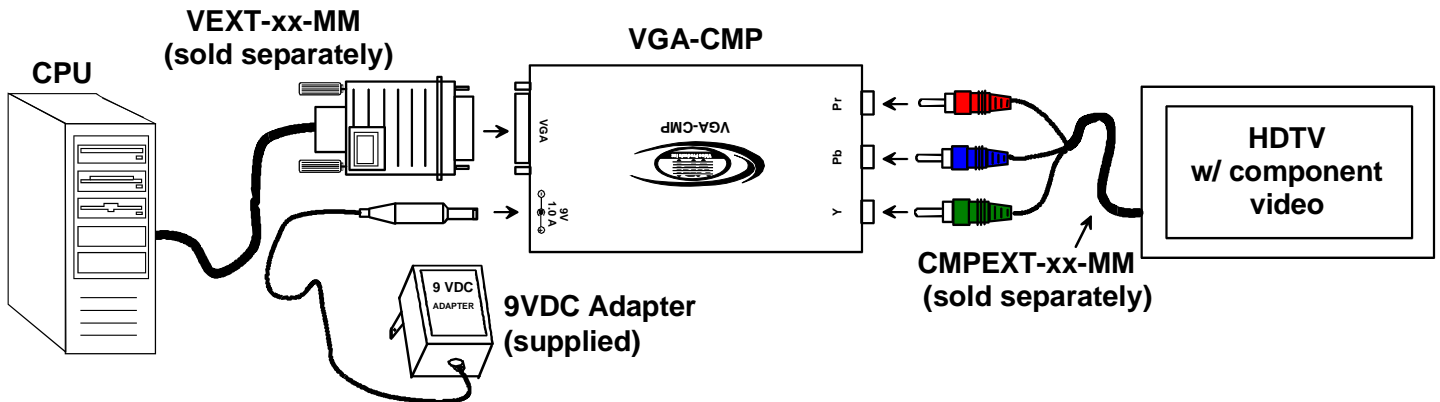 VEXT-xx-MM
(sold separately)
CPU
VGA-CMP
VGA
9V
1.0 A
VGA-CMP
Pr
Pb
Y
HDTV
w/ component
video
CMPEXT-xx-MM
(sold separately)
9 VDC
ADAPTER
9VDC Adapter
(supplied)